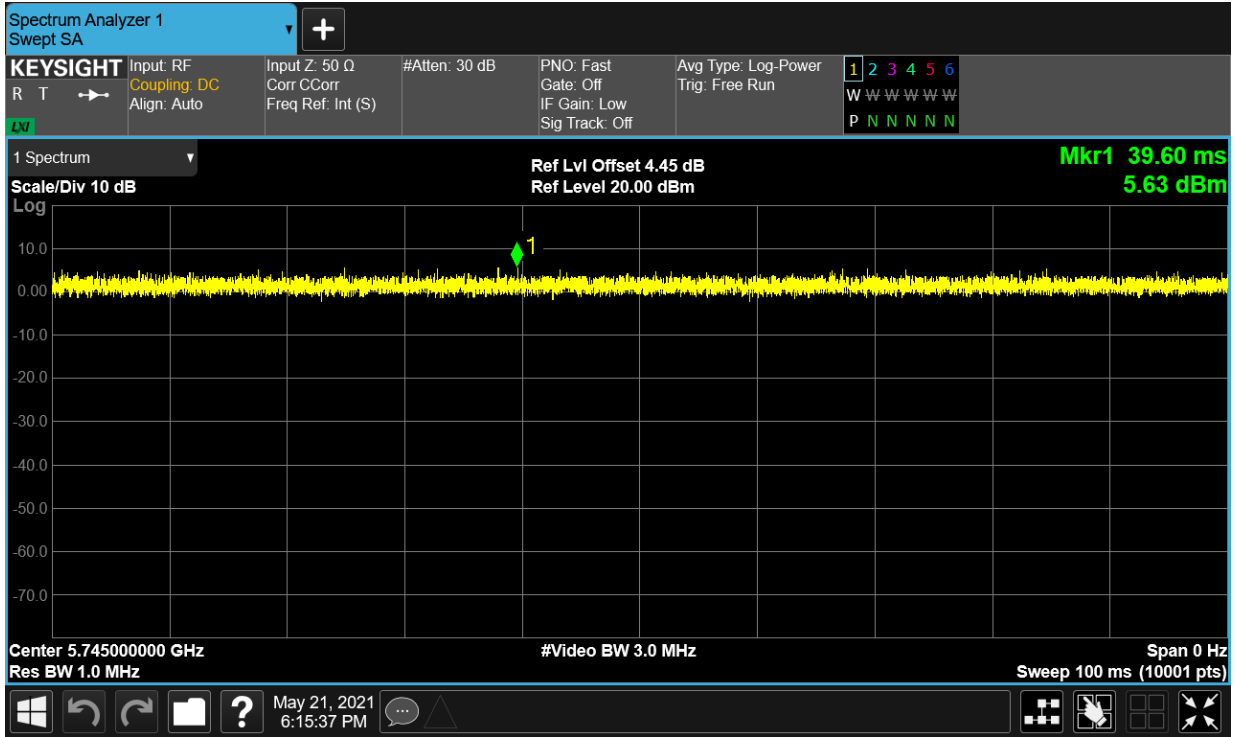 Spectrum Analyzer 1
Swept SA
KEYSIGHT
R T
LXI
Input: RF
Coupling: DC
Align: Auto
Input Z: 50 Ω
Corr CCorr
Freq Ref: Int (S)
#Atten: 30 dB
PNO: Fast
Gate: Off
IF Gain: Low
Sig Track: Off
Avg Type: Log-Power
Trig: Free Run
1 2 3 4 5 6
W W W W W W
P N N N N N
1 Spectrum
Scale/Div 10 dB
Log
Ref Lvl Offset 4.45 dB
Ref Level 20.00 dBm
Mkr1 39.60 ms
5.63 dBm
1
10.0
0.00
-10.0
-20.0
-30.0
-40.0
-50.0
-60.0
-70.0
Center 5.745000000 GHz
Res BW 1.0 MHz
#Video BW 3.0 MHz
Span 0 Hz
Sweep 100 ms (10001 pts)
?
May 21, 2021
6:15:37 PM